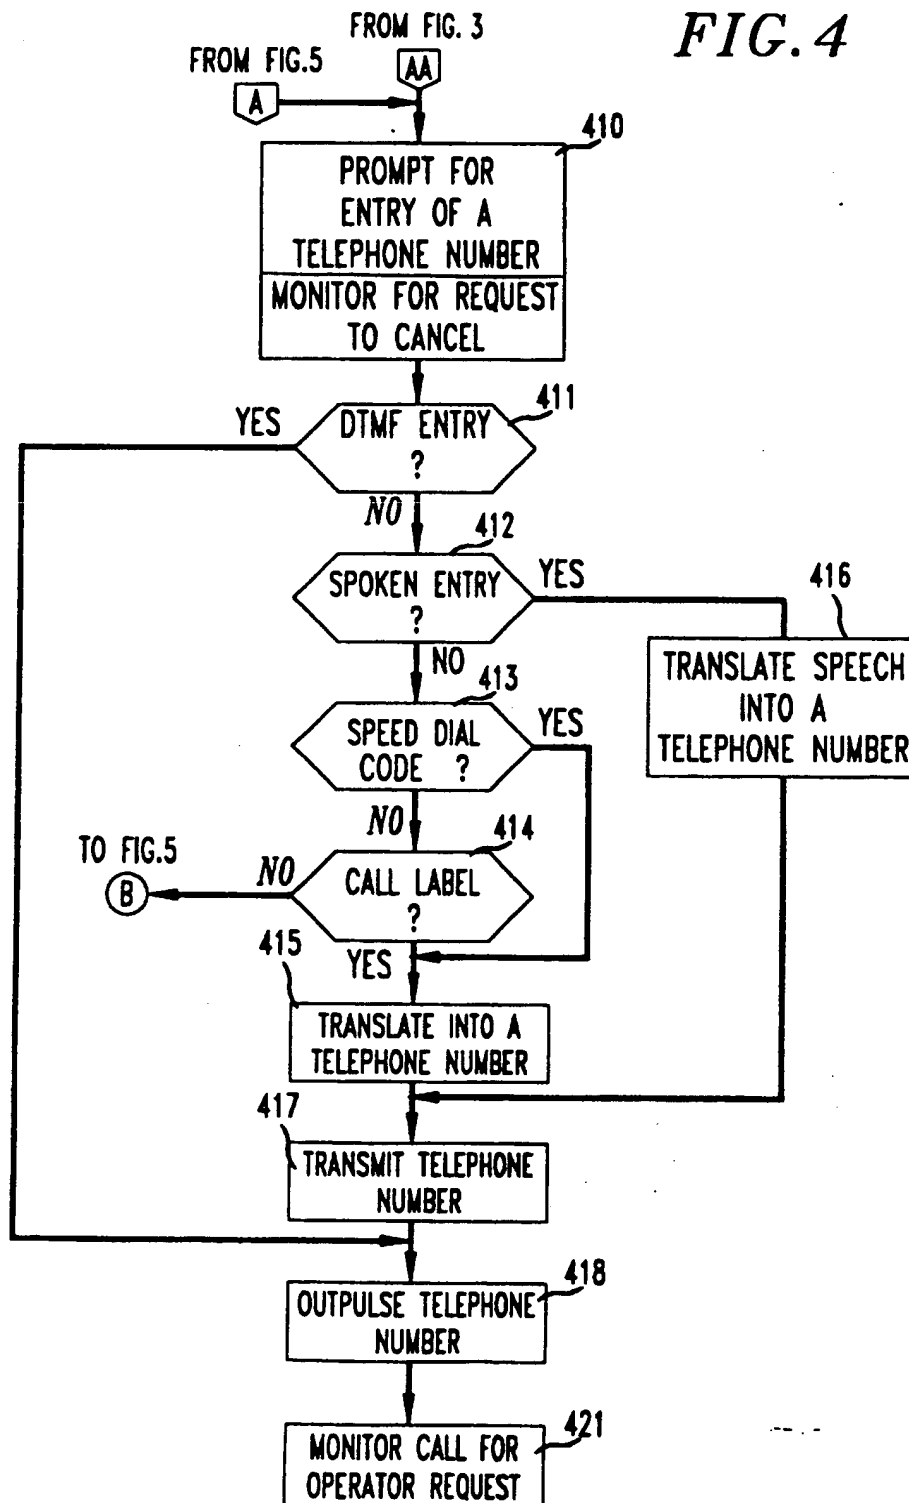 FROM FIG. 3
FIG. 4
FROM FIG.5
AA
A
410
PROMPT FOR
ENTRY OF A
TELEPHONE NUMBER
MONITOR FOR REQUEST
TO CANCEL
411
YES
DTMF ENTRY
?
NO
412
SPOKEN ENTRY
?
YES
416
TRANSLATE SPEECH
INTO A
TELEPHONE NUMBER
NO
413
SPEED DIAL
CODE ?
YES
NO
414
TO FIG.5
B
NO
CALL LABEL
?
415
YES
TRANSLATE INTO A
TELEPHONE NUMBER
417
TRANSMIT TELEPHONE
NUMBER
418
OUTPULSE TELEPHONE
NUMBER
421
MONITOR CALL FOR
OPERATOR REQUEST